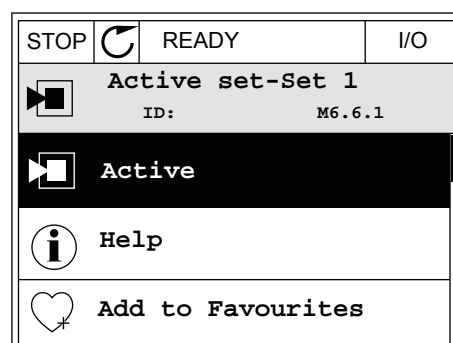 STOP READY I/O
Active set-Set 1
ID: M6.6.1
Active
Help
Add to Favourites